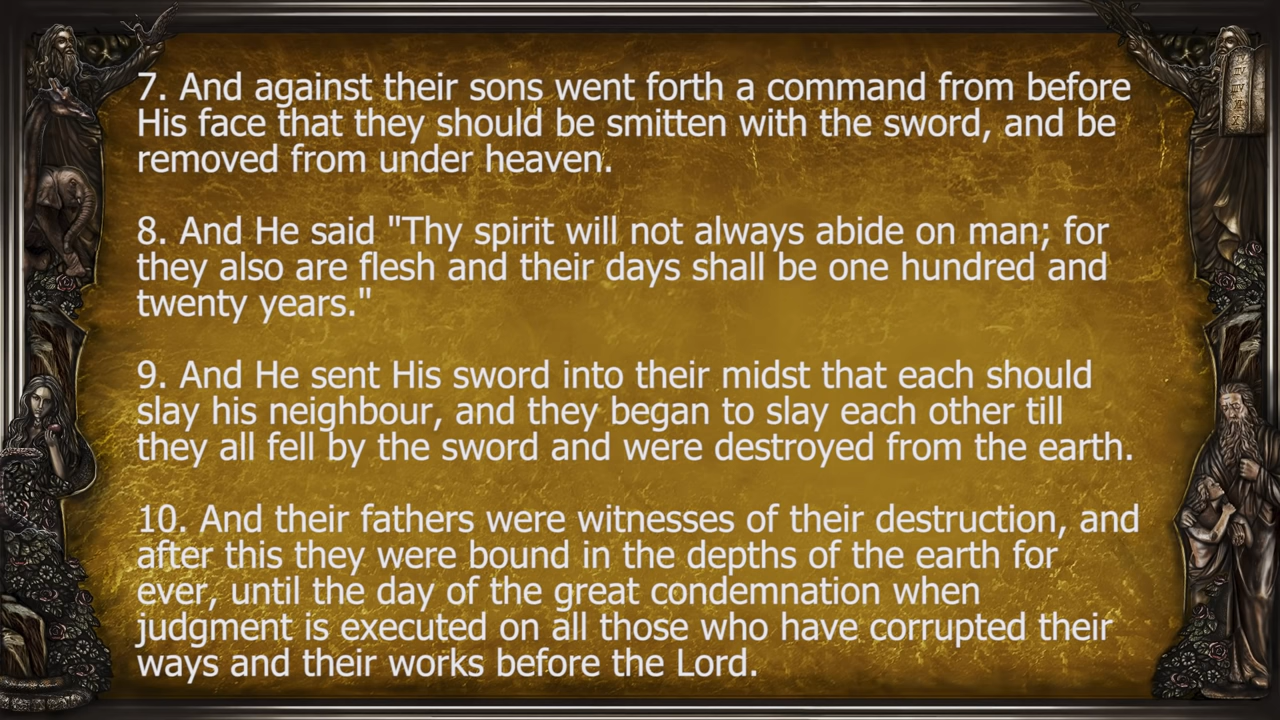 7. And against their sons went forth a command from before
His face that they should be smitten with the sword, and be
removed from under heaven.
8. And He said "Thy spirit will not always abide on man; for
they also are flesh and their days shall be one hundred and
twenty years."
9. And He sent His sword into their midst that each should
slay his neighbour, and they began to slay each other till
they all fell by the sword and were destroyed from the earth.
10. And their fathers were witnesses of their destruction, and
after this they were bound in the depths of the earth for
ever, until the day of the great condemnation when
judgment is executed on all those who have corrupted their
ways and their works before the Lord.